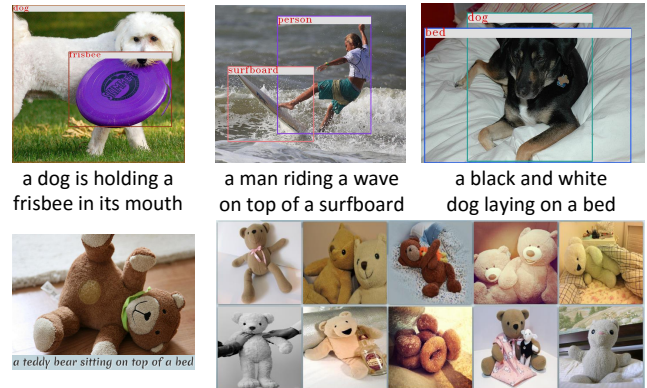 dog
frisbee
a dog is holding a
frisbee in its mouth
person
surfboard
a man riding a wave
on top of a surfboard
dog
bed
a black and white
dog laying on a bed
a teddy bear sitting on top of a bed